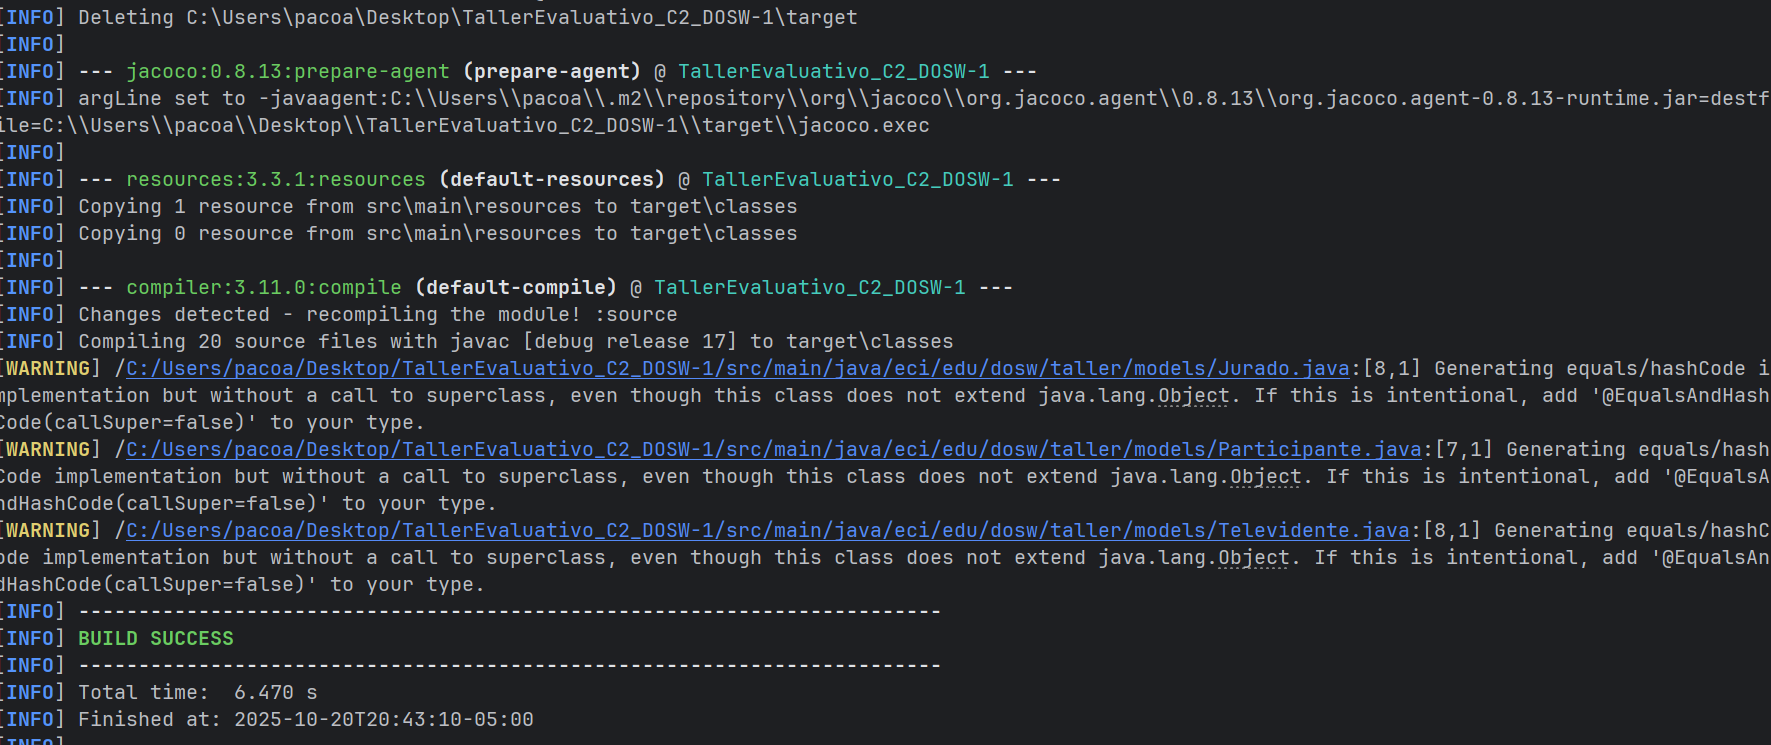 [INFO] Deleting C:\Users\pacoa\Desktop\TallerEvaluativo_C2_DOSW-1\target
[INFO]
[INFO] --- jacoco:0.8.13:prepare-agent (prepare-agent) @ TallerEvaluativo_C2_DOSW-1 ---
[INFO] argLine set to -javaagent:C:\\Users\\pacoa\\.m2\\repository\\org\\jacoco\\org.jacoco.agent\\0.8.13\\org.jacoco.agent-0.8.13-runtime.jar=destf
ile=C:\\Users\\pacoa\\Desktop\\TallerEvaluativo_C2_DOSW-1\\target\\jacoco.exec
[INFO]
[INFO] --- resources:3.3.1:resources (default-resources) @ TallerEvaluativo_C2_DOSW-1 ---
[INFO] Copying 1 resource from src\main\resources to target\classes
[INFO] Copying 0 resource from src\main\resources to target\classes
[INFO]
[INFO] --- compiler:3.11.0:compile (default-compile) @ TallerEvaluativo_C2_DOSW-1 ---
[INFO] Changes detected - recompiling the module! :source
[INFO] Compiling 20 source files with javac [debug release 17] to target\classes
[WARNING] /C:/Users/pacoa/Desktop/TallerEvaluativo_C2_DOSW-1/src/main/java/eci/edu/dosw/taller/models/Jurado.java:[8,1] Generating equals/hashCode i
mplementation but without a call to superclass, even though this class does not extend java.lang.Object. If this is intentional, add '@EqualsAndHash
Code(callSuper=false)' to your type.
[WARNING] /C:/Users/pacoa/Desktop/TallerEvaluativo_C2_DOSW-1/src/main/java/eci/edu/dosw/taller/models/Participante.java:[7,1] Generating equals/hash
Code implementation but without a call to superclass, even though this class does not extend java.lang.Object. If this is intentional, add '@EqualsA
ndHashCode(callSuper=false)' to your type.
[WARNING] /C:/Users/pacoa/Desktop/TallerEvaluativo_C2_DOSW-1/src/main/java/eci/edu/dosw/taller/models/Televidente.java:[8,1] Generating equals/hashC
ode implementation but without a call to superclass, even though this class does not extend java.lang.Object. If this is intentional, add '@EqualsAn
dHashCode(callSuper=false)' to your type.
[INFO] ------------------------------------------------------------------------
[INFO] BUILD SUCCESS
[INFO] ------------------------------------------------------------------------
[INFO] Total time:  6.470 s
[INFO] Finished at: 2025-10-20T20:43:10-05:00
[INFO]